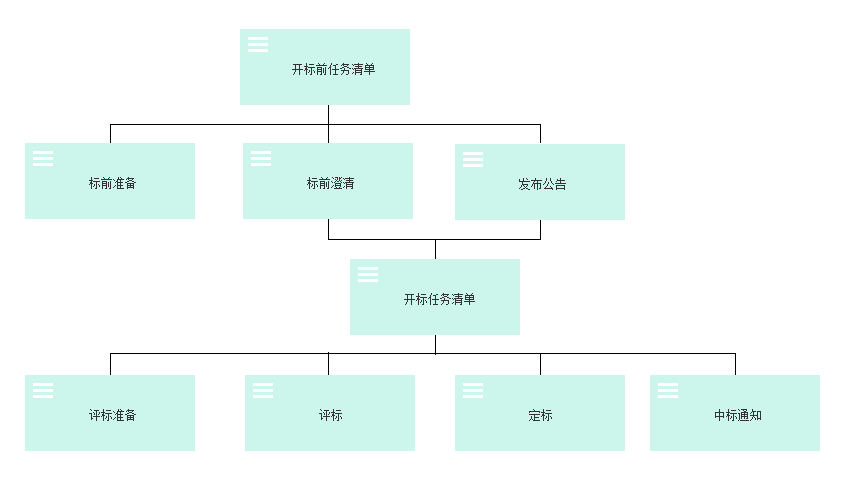 开标前任务清单
标前准备
标前澄清
发布公告
开标任务清单
评标准备
评标
定标
中标通知